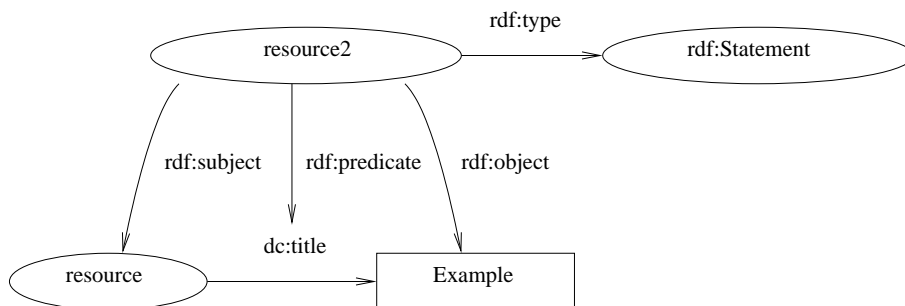 rdf:type
resource2
rdf:Statement
rdf:subject
rdf:predicate
rdf:object
dc:title
resource
Example